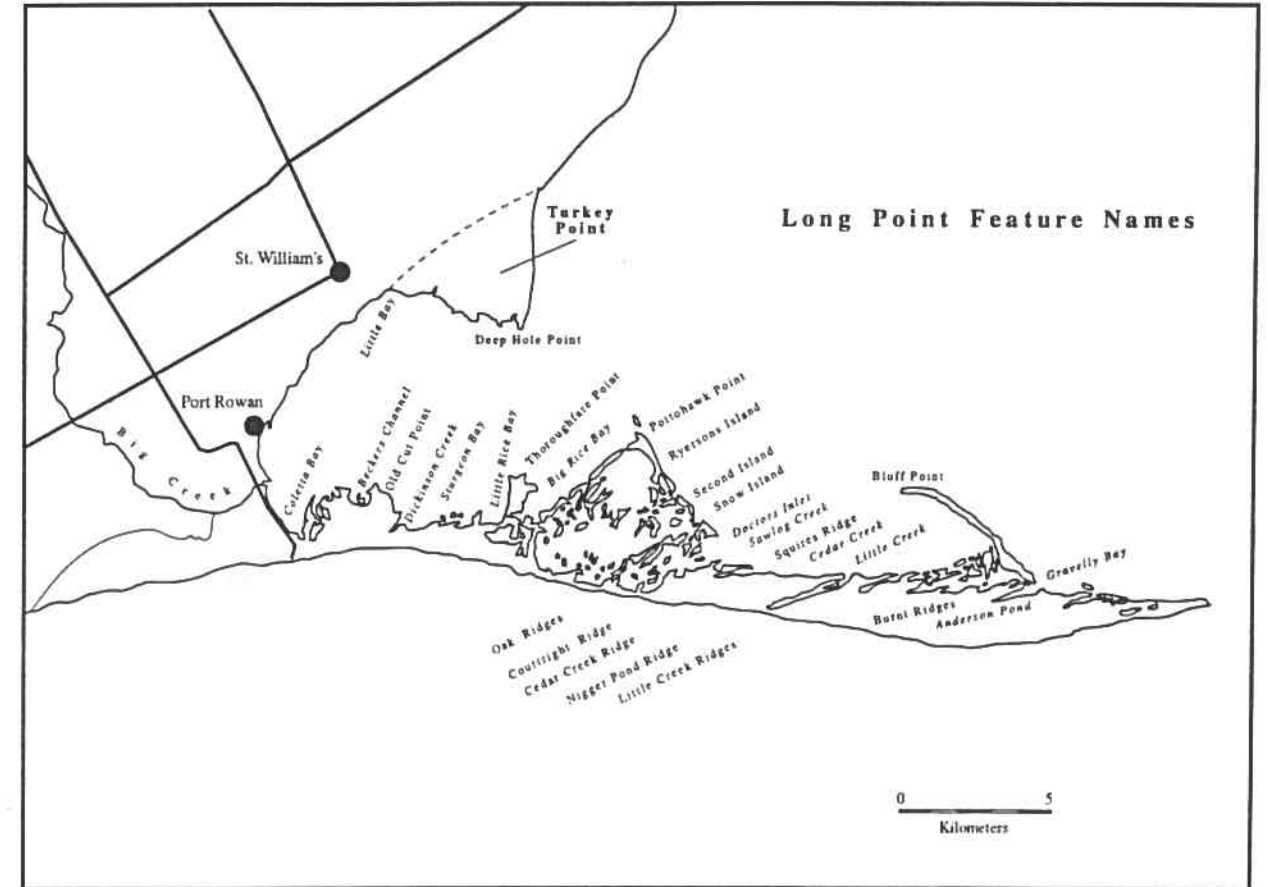 Long Point Feature Names
Turkey
Point
St. William's
Little Bay
Deep Hole Point
Port Rowan
Big Creek
Coletta Bay
Beckers Channel
Old Cut Point
Dickinson Creek
Sturgeon Bay
Little Rice Bay
Thoroughfare Point
Big Rice Bay
Pottohawk Point
Ryersons Island
Second Island
Snow Island
Doctors Inlet
Sawlog Creek
Squires Ridge
Cedar Creek
Little Creek
Bluff Point
Gravelly Bay
Burnt Ridges
Anderson Pond
Oak Ridges
Courtright Ridge
Cedar Creek Ridge
Nigger Pond Ridge
Little Creek Ridges
0 5
Kilometers